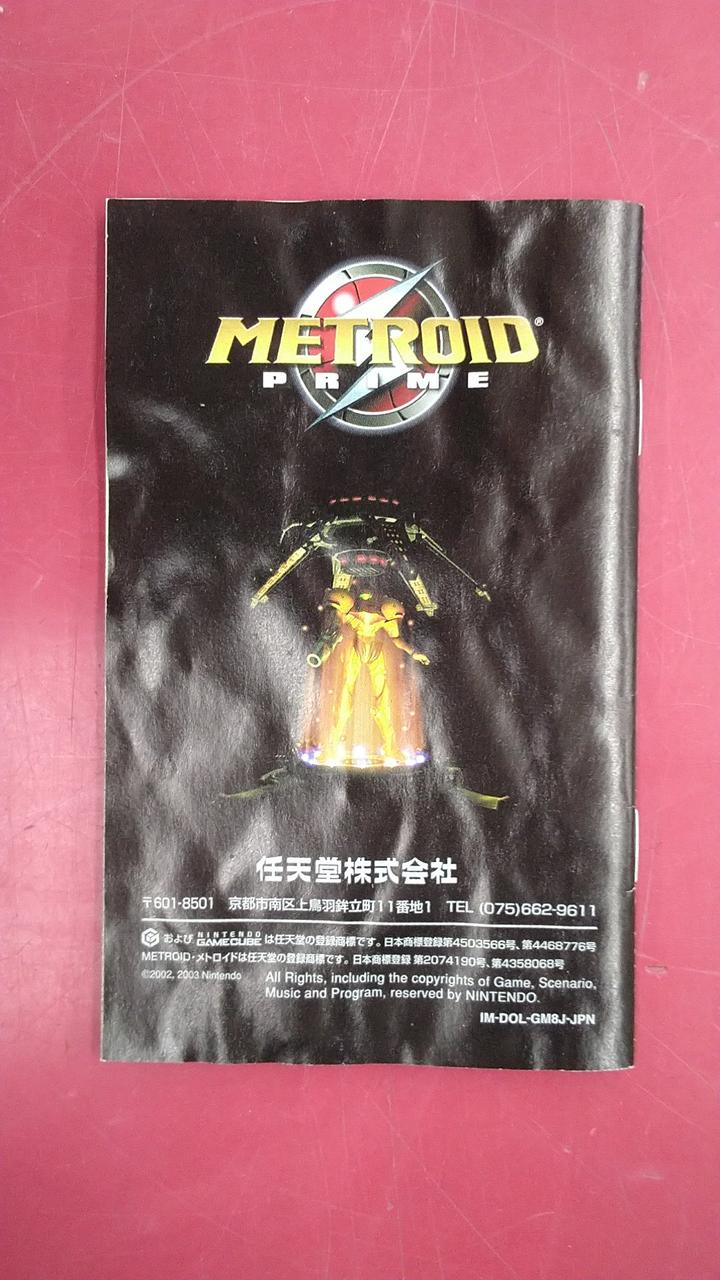 METROID®
PRIME
任天堂株式会社
〒601-8501 京都市南区上鳥羽鉾立町11番地1 TEL (075)662-9611
および NINTENDO GAMECUBE は任天堂の登録商標です。日本商標登録第4503566号、第4468776号
METROID・メトロイドは任天堂の登録商標です。日本商標登録 第2074190号、第4358068号
©2002, 2003 Nintendo All Rights, including the copyrights of Game, Scenario,
Music and Program, reserved by NINTENDO.
IM-DOL-GM8J-JPN